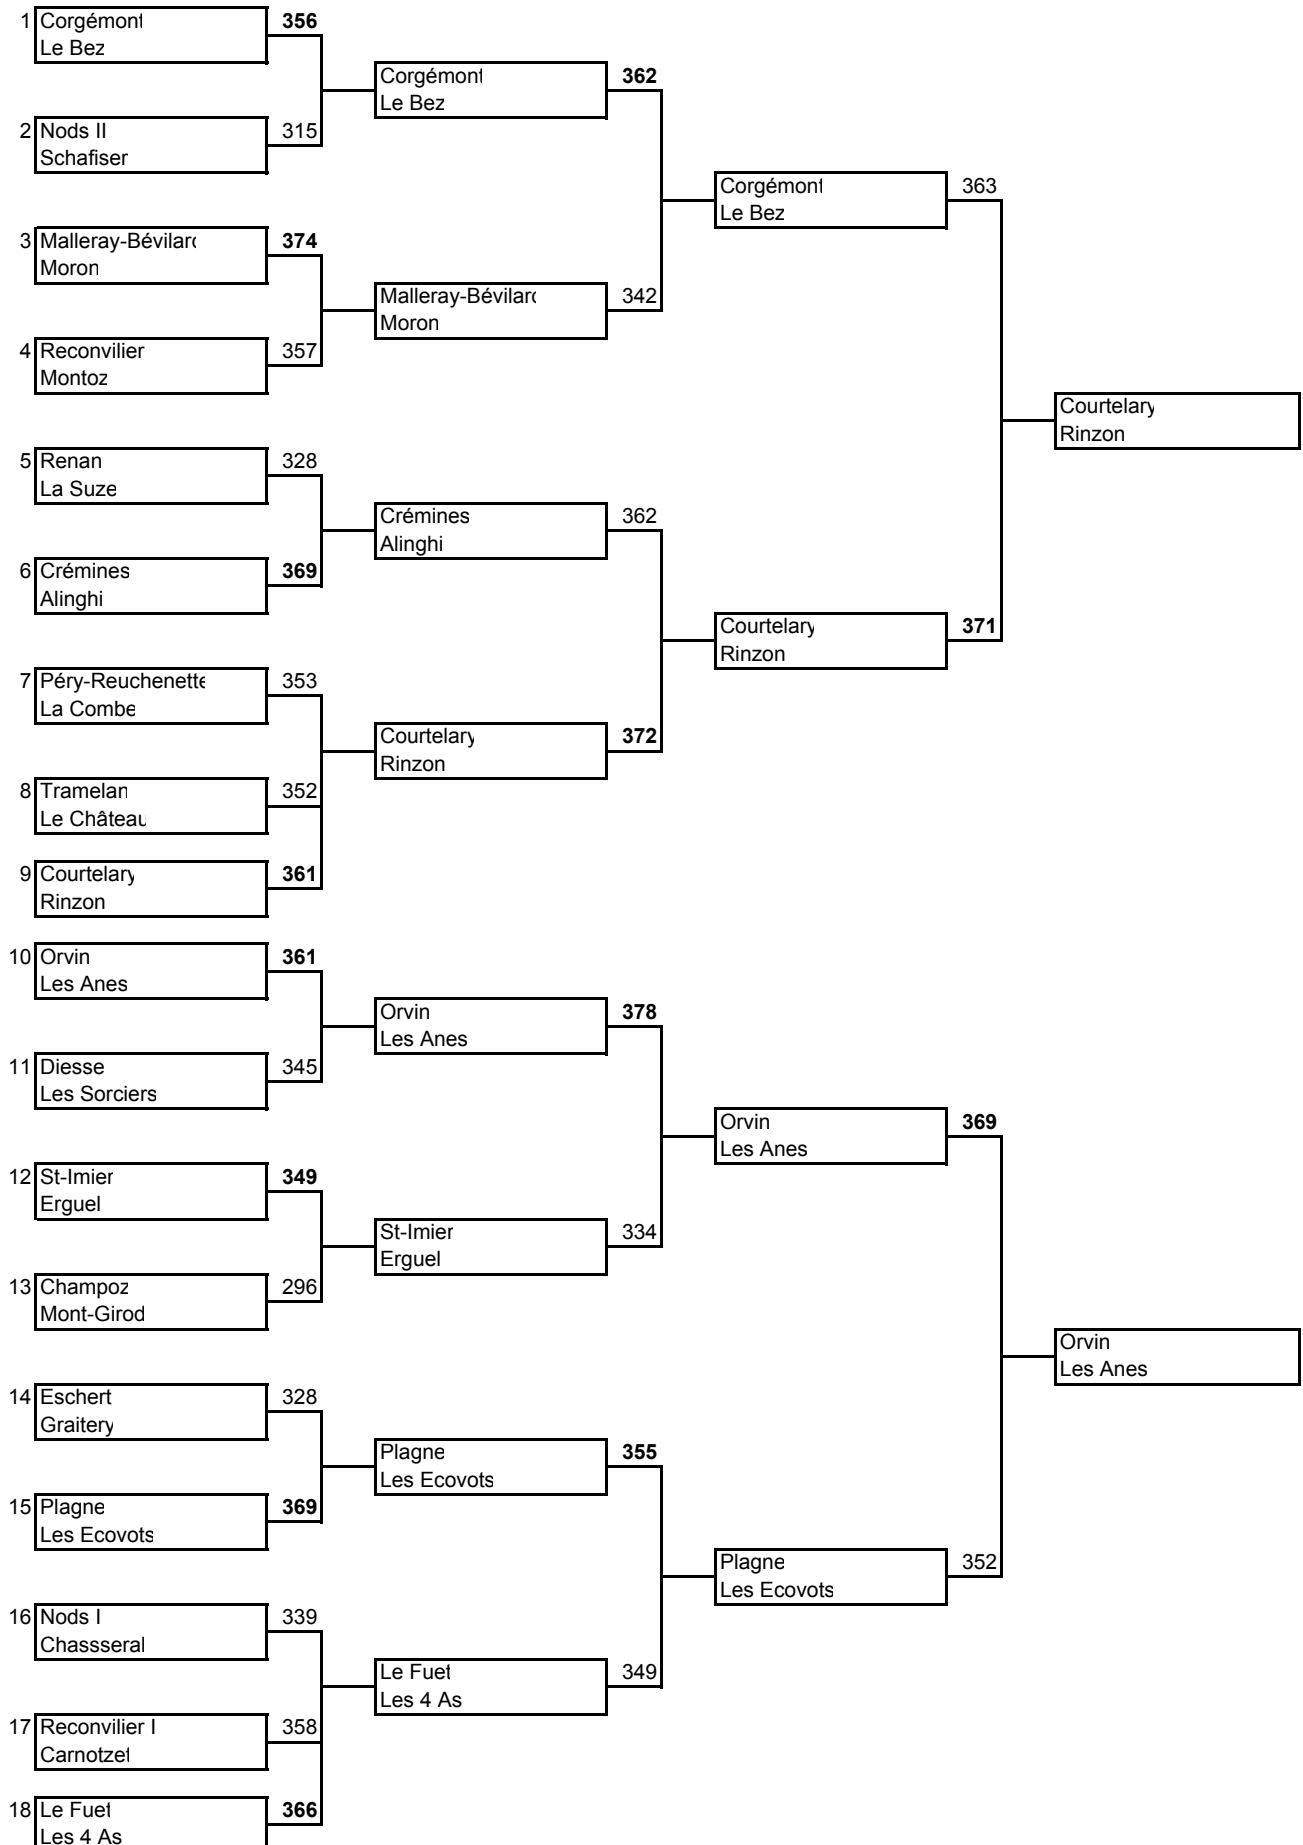 1 Corgémont 356
Le Bez
Corgémont 362
Le Bez
2 Nods II 315
Schafiser
Corgémont 363
Le Bez
3 Malleray-Bévilard 374
Moron
Malleray-Bévilard 342
Moron
4 Reconvilier 357
Montoz
Courtelary
Rinzon
5 Renan 328
La Suze
Crémines 362
Alinghi
6 Crémines 369
Alinghi
Courtelary 371
Rinzon
7 Péry-Reuchenette 353
La Combe
Courtelary 372
Rinzon
8 Tramelan 352
Le Château
9 Courtelary 361
Rinzon
10 Orvin 361
Les Anes
Orvin 378
Les Anes
11 Diesse 345
Les Sorciers
Orvin 369
Les Anes
12 St-Imier 349
Erguel
St-Imier 334
Erguel
13 Champoz 296
Mont-Girod
Orvin
Les Anes
14 Eschert 328
Graitery
Plagne 355
Les Ecovots
15 Plagne 369
Les Ecovots
Plagne 352
Les Ecovots
16 Nods I 339
Chassseral
Le Fuet 349
Les 4 As
17 Reconvilier I 358
Carnotzet
18 Le Fuet 366
Les 4 As